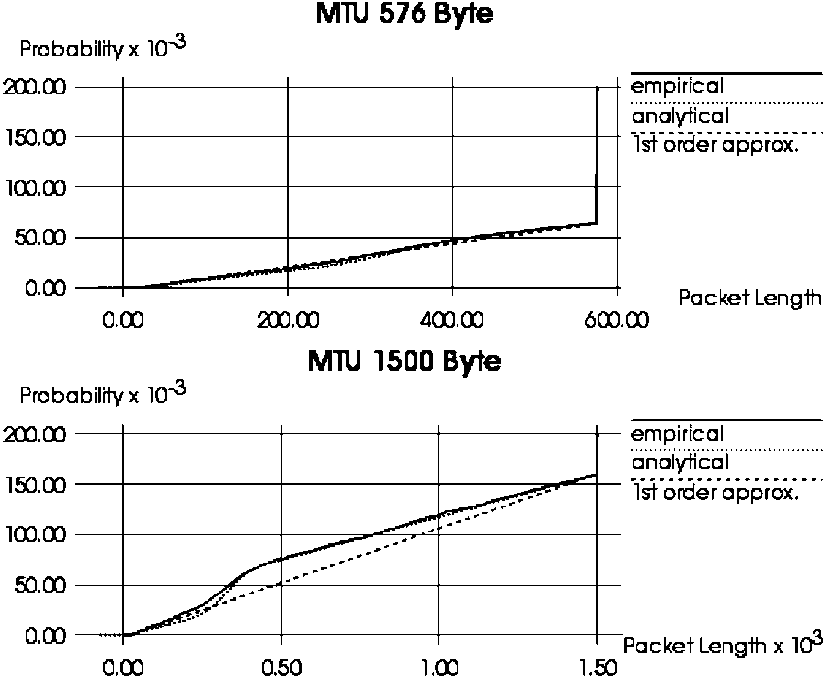 MTU 576 Byte
Probability x 10-3
200.00
150.00
100.00
50.00
0.00
0.00 200.00 400.00 600.00
Packet Length
empirical
analytical
1st order approx.
MTU 1500 Byte
Probability x 10-3
200.00
150.00
100.00
50.00
0.00
0.00 0.50 1.00 1.50
Packet Length x 103
empirical
analytical
1st order approx.